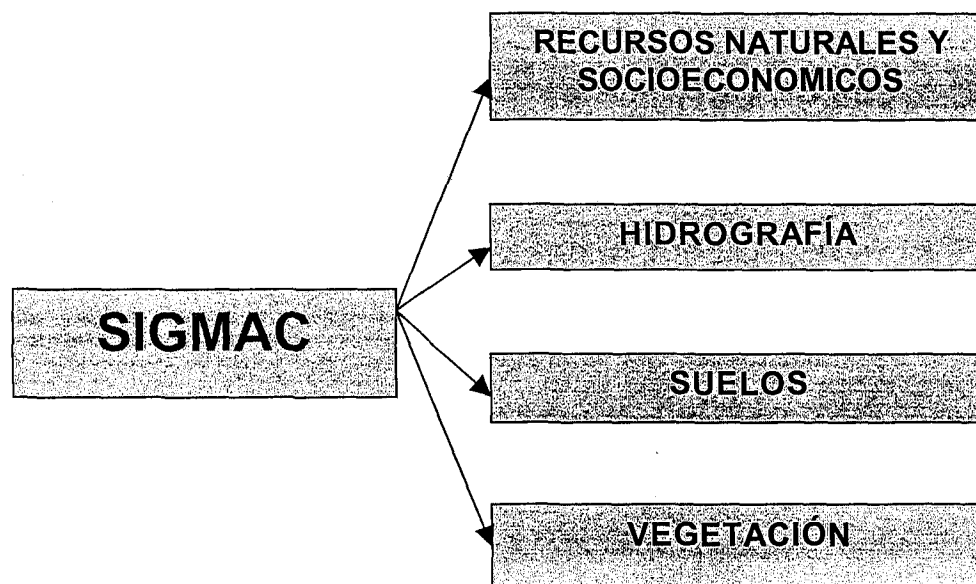 RECURSOS NATURALES Y
SOCIOECONOMICOS
HIDROGRAFÍA
SIGMAC
SUELOS
VEGETACIÓN